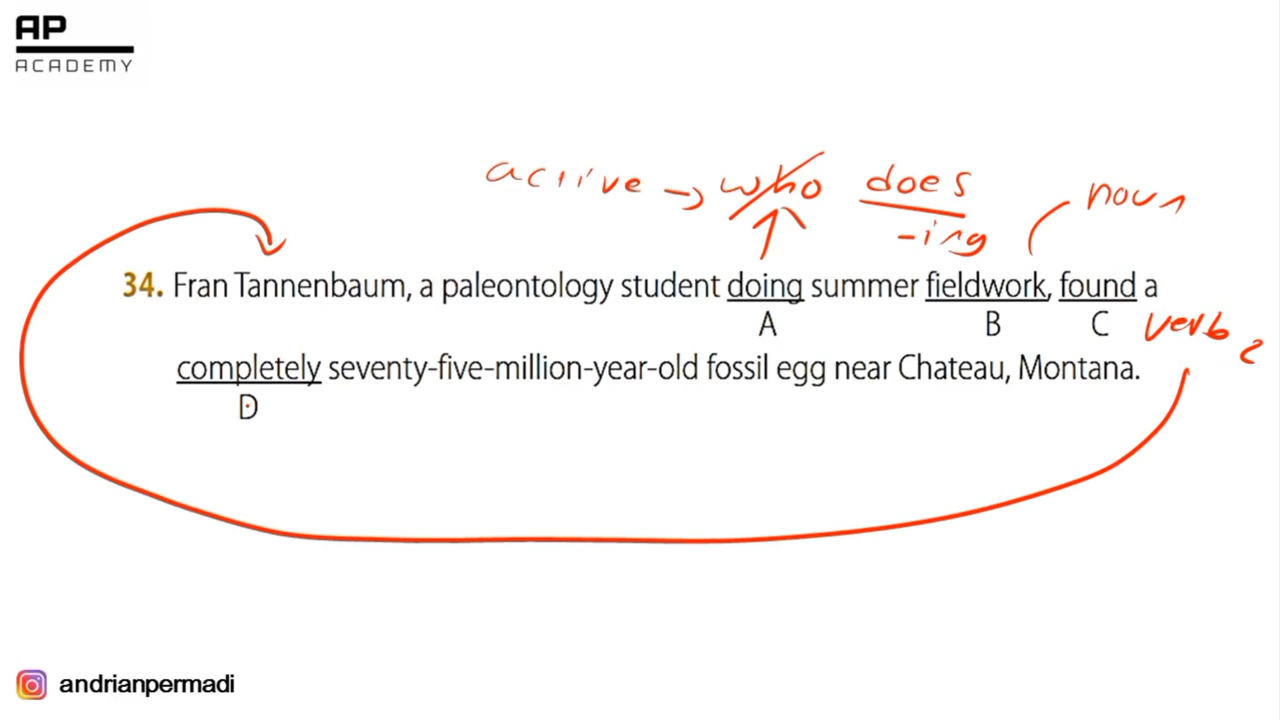 AP
ACADEMY
active → who does
-ing
noun
34. Fran Tannenbaum, a paleontology student doing summer fieldwork, found a
A B C verb 2
completely seventy-five-million-year-old fossil egg near Chateau, Montana.
D
andrianpermadi